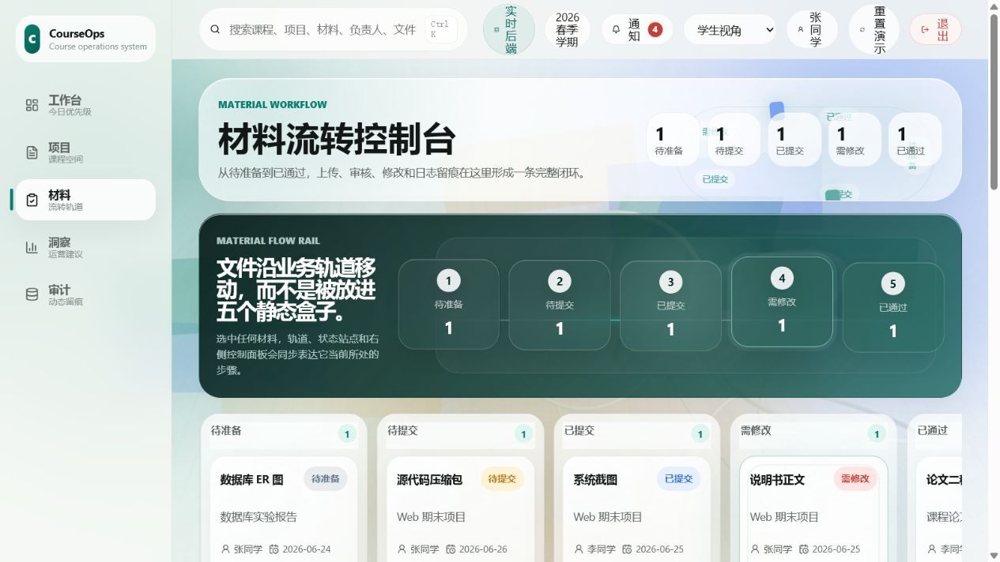 C
CourseOps
Course operations system
工作台
今日优先级
项目
课程空间
材料
流转轨道
洞察
运营建议
审计
动态留痕
搜索课程、项目、材料、负责人、文件
Ctrl
K
实
时
后
端
2026
春季
学期
通
知
4
学生视角
张
同
学
重
置
演
示
退
出
MATERIAL WORKFLOW
材料流转控制台
从待准备到已通过，上传、审核、修改和日志留痕在这里形成一条完整闭环。
1
待准备
1
待提交
1
已提交
1
需修改
1
已通过
已通过
需修改
已提交
MATERIAL FLOW RAIL
文件沿业务轨道移
动，而不是被放进
五个静态盒子。
选中任何材料，轨道、状态站点和右
侧控制面板会同步表达它当前所处的
步骤。
1
待准备
1
2
待提交
1
3
已提交
1
4
需修改
1
5
已通过
1
待准备
1
数据库 ER 图
待准备
数据库实验报告
张同学
2026-06-24
待提交
1
源代码压缩包
待提交
Web 期末项目
张同学
2026-06-26
已提交
1
系统截图
已提交
Web 期末项目
李同学
2026-06-25
需修改
1
说明书正文
需修改
Web 期末项目
张同学
2026-06-25
已通过
论文二
课程论
李同